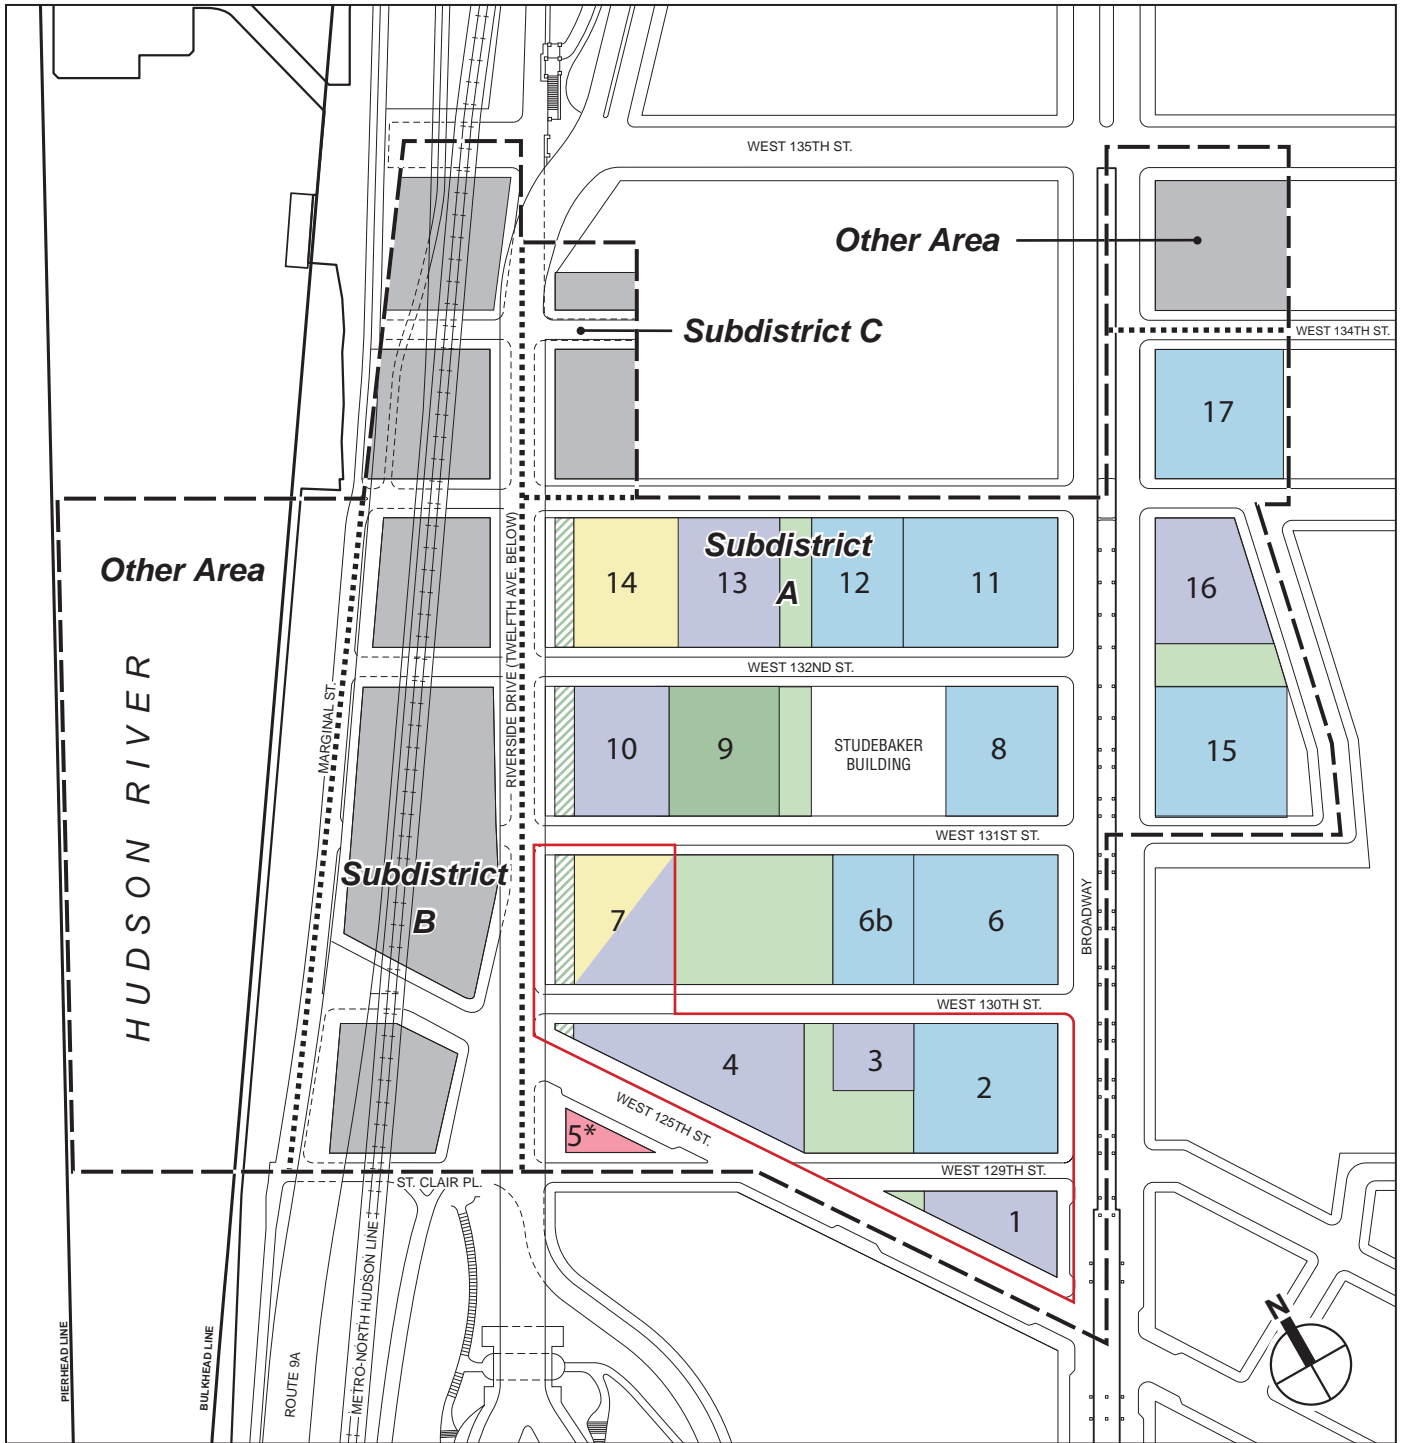 WEST 135TH ST.
Other Area
Subdistrict C
WEST 134TH ST.
17
Other Area
HUDSON RIVER
MARGINAL ST.
RIVERSIDE DRIVE (TWELFTH AVE. BELOW)
Subdistrict
A
14
13
12
11
16
WEST 132ND ST.
10
9
STUDEBAKER
BUILDING
8
15
WEST 131ST ST.
Subdistrict
B
7
6b
6
BROADWAY
WEST 130TH ST.
4
3
2
5*
WEST 125TH ST.
WEST 129TH ST.
ST. CLAIR PL.
1
PIERHEAD LINE
BULKHEAD LINE
ROUTE 9A
METRO-NORTH HUDSON LINE
N